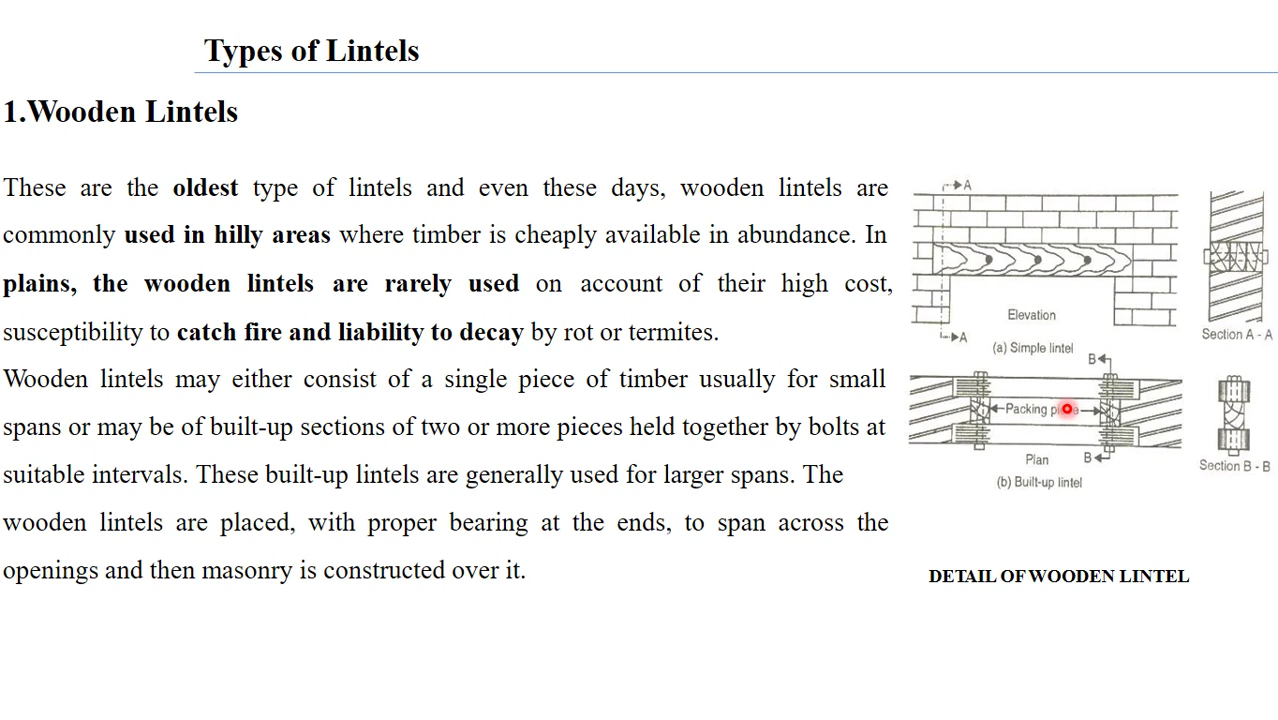 Types of Lintels
1.Wooden Lintels
These are the oldest type of lintels and even these days, wooden lintels are
commonly used in hilly areas where timber is cheaply available in abundance. In
plains, the wooden lintels are rarely used on account of their high cost,
susceptibility to catch fire and liability to decay by rot or termites.
Wooden lintels may either consist of a single piece of timber usually for small
spans or may be of built-up sections of two or more pieces held together by bolts at
suitable intervals. These built-up lintels are generally used for larger spans. The
wooden lintels are placed, with proper bearing at the ends, to span across the
openings and then masonry is constructed over it.
A
Elevation
A
(a) Simple lintel
Section A - A
B
Packing
Plan
B
(b) Built-up lintel
Section B - B
DETAIL OF WOODEN LINTEL